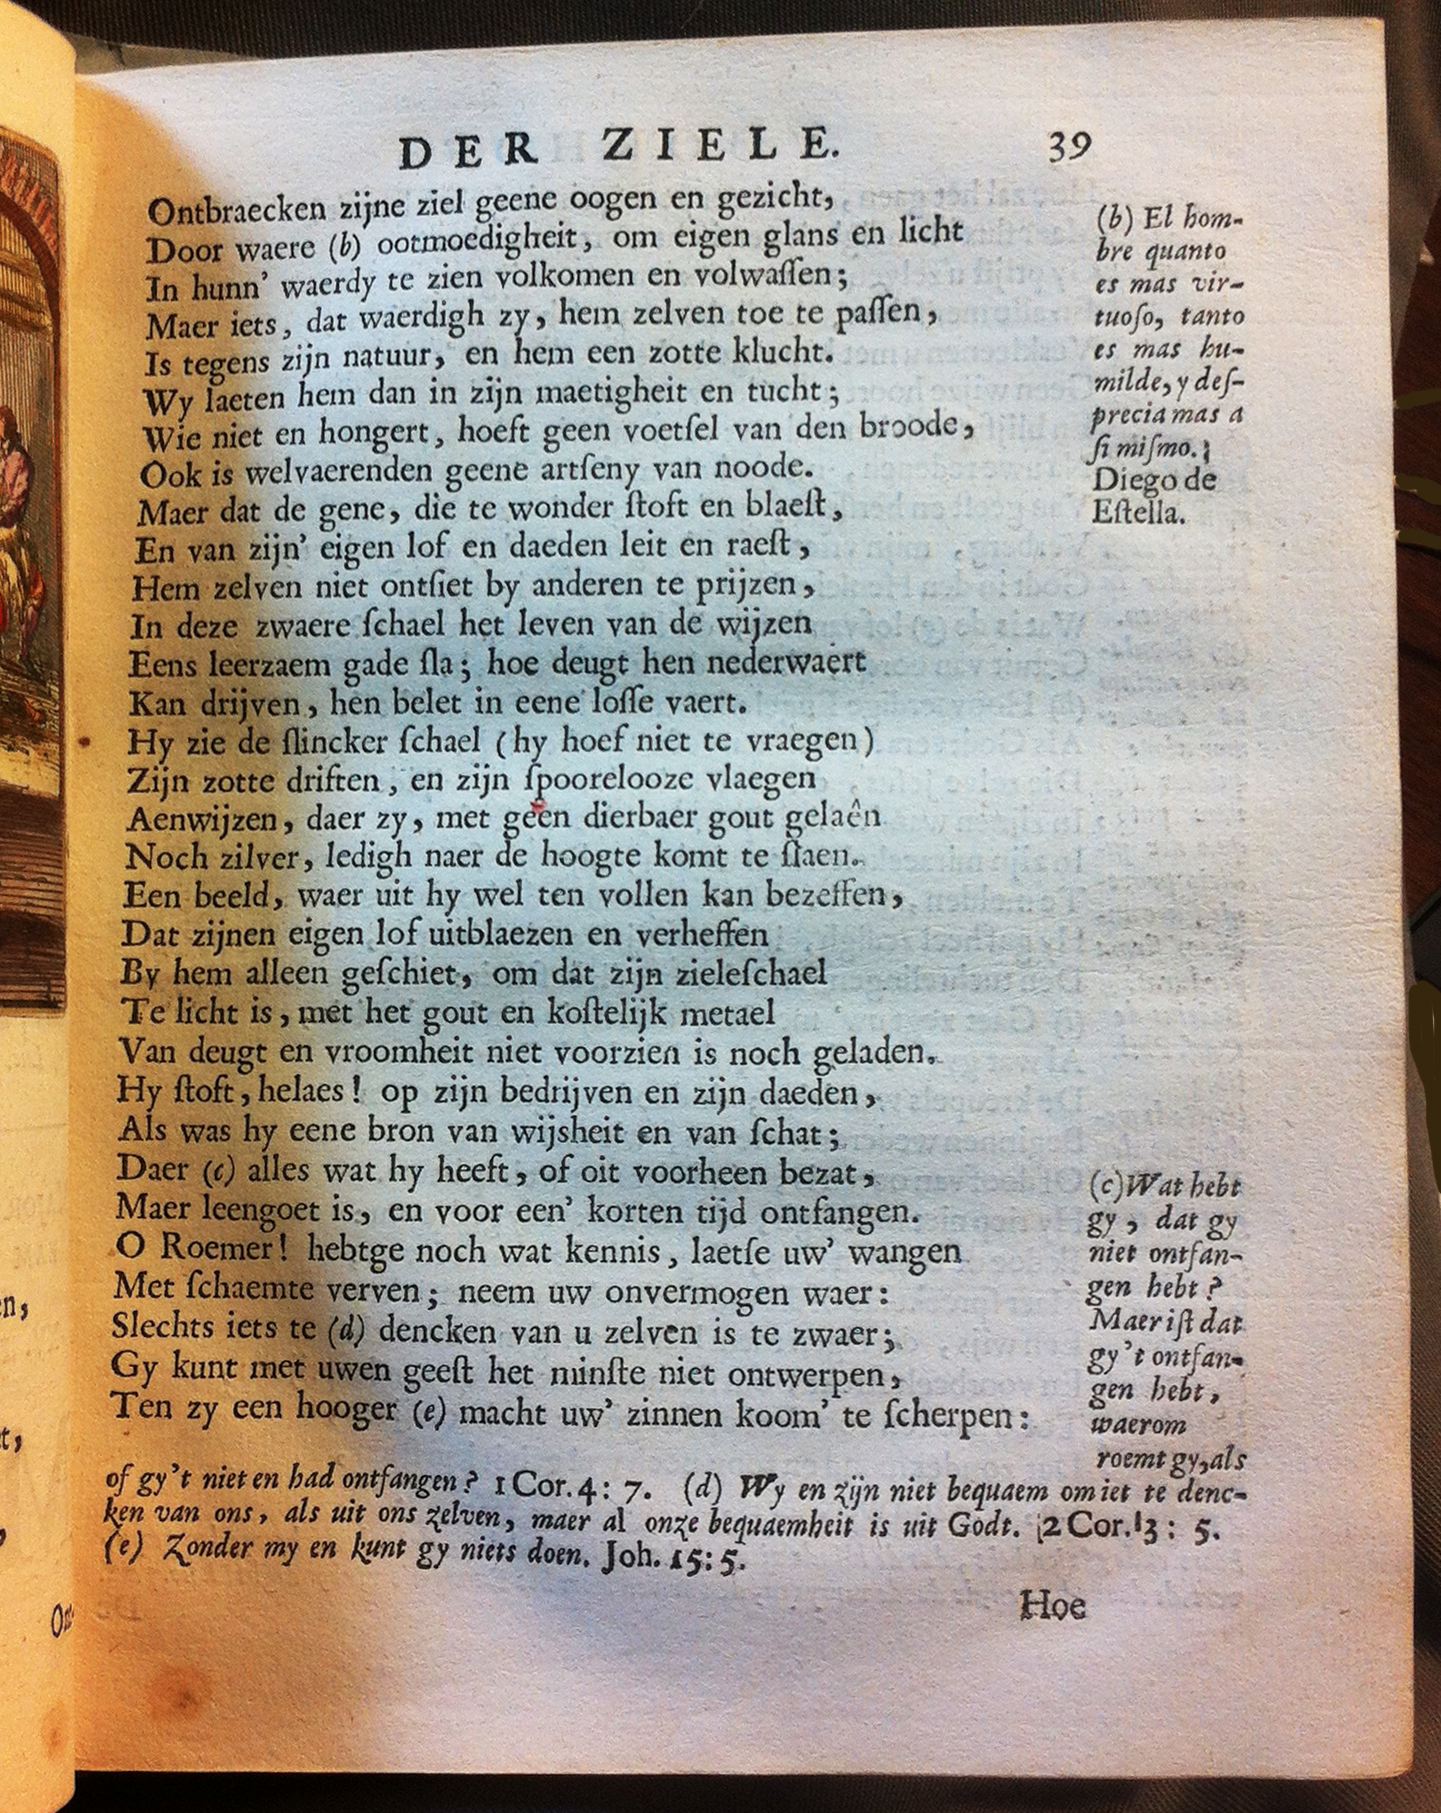 DER ZIELE. 39
Ontbraecken zijne ziel geene oogen en gezicht,
Door waere (b) ootmoedigheit, om eigen glans en licht
In hunn' waerdy te zien volkomen en volwaſſen;
Maer iets, dat waerdigh zy, hem zelven toe te paſſen,
Is tegens zijn natuur, en hem een zotte klucht.
Wy laeten hem dan in zijn maetigheit en tucht;
Wie niet en hongert, hoeft geen voetſel van den broode,
Ook is welvaerenden geene artſeny van noode.
Maer dat de gene, die te wonder ſtoft en blaeſt,
En van zijn' eigen lof en daeden leit en raeſt,
Hem zelven niet ontſiet by anderen te prijzen,
In deze zwaere ſchael het leven van de wijzen
Eens leerzaem gade ſla; hoe deugt hen nederwaert
Kan drijven, hen belet in eene loſſe vaert.
Hy zie de ſlincker ſchael (hy hoef niet te vraegen)
Zijn zotte driften, en zijn ſpoorelooze vlaegen
Aenwijzen, daer zy, met geen dierbaer gout gelaên
Noch zilver, ledigh naer de hoogte komt te ſlaen.
Een beeld, waer uit hy wel ten vollen kan bezeffen,
Dat zijnen eigen lof uitblaezen en verheffen
By hem alleen geſchiet, om dat zijn zieleſchael
Te licht is, met het gout en koſtelijk metael
Van deugt en vroomheit niet voorzien is noch geladen.
Hy ſtoft, helaes! op zijn bedrijven en zijn daeden,
Als was hy eene bron van wijsheit en van ſchat;
Daer (c) alles wat hy heeft, of oit voorheen bezat,
Maer leengoet is, en voor een' korten tijd ontfangen.
O Roemer! hebtge noch wat kennis, laetſe uw' wangen
Met ſchaemte verven; neem uw onvermogen waer:
Slechts iets te (d) dencken van u zelven is te zwaer;
Gy kunt met uwen geeſt het minſte niet ontwerpen,
Ten zy een hooger (e) macht uw' zinnen koom' te ſcherpen:
(b) El hom-
bre quanto
es mas vir-
tuoſo, tanto
es mas hu-
milde, y deſ-
precia mas a
ſi miſmo.
Diego de
Eſtella.
(c) Wat hebt
gy, dat gy
niet ontfan-
gen hebt?
Maer iſt dat
gy 't ontfan-
gen hebt,
waerom
roemt gy, als
of gy't niet en had ontfangen? 1 Cor. 4: 7. (d) Wy en zijn niet bequaem om iet te denc-
ken van ons, als uit ons zelven, maer al onze bequaemheit is uit Godt. 2 Cor. 3: 5.
(e) Zonder my en kunt gy niets doen. Joh. 15: 5.
Hoe